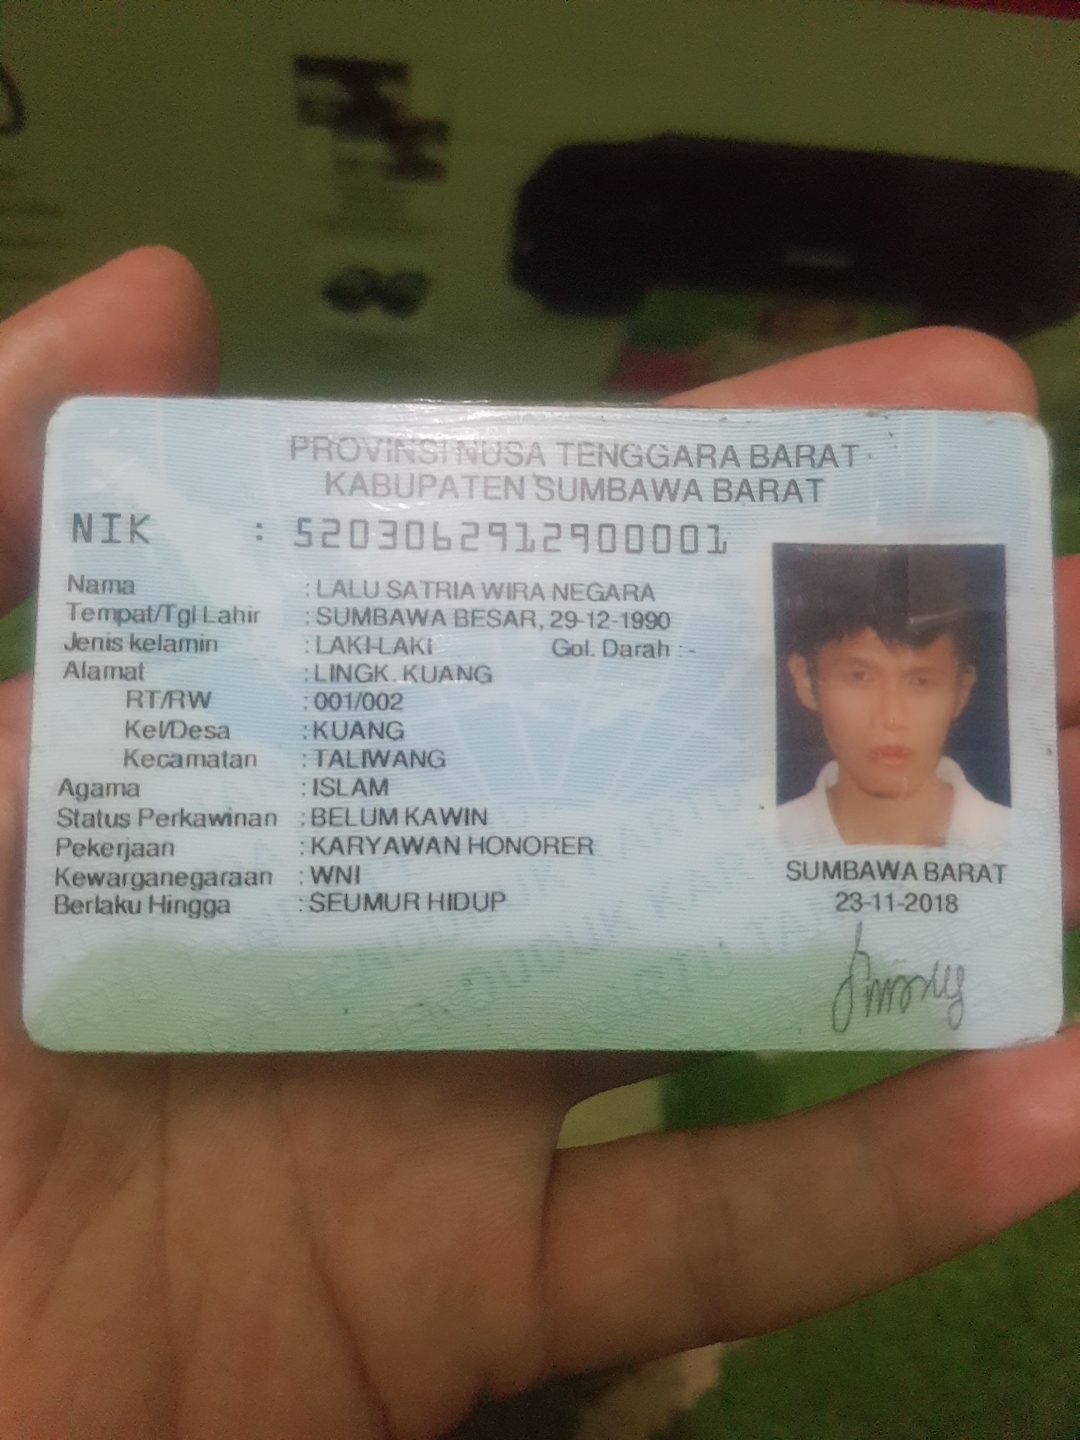 PROVINSI NUSA TENGGARA BARAT
KABUPATEN SUMBAWA BARAT
NIK : 5203062912900001
Nama : LALU SATRIA WIRA NEGARA
Tempat/Tgl Lahir : SUMBAWA BESAR, 29-12-1990
Jenis kelamin : LAKI-LAKI Gol. Darah : -
Alamat : LINGK. KUANG
RT/RW : 001/002
Kel/Desa : KUANG
Kecamatan : TALIWANG
Agama : ISLAM
Status Perkawinan : BELUM KAWIN
Pekerjaan : KARYAWAN HONORER
Kewarganegaraan : WNI
Berlaku Hingga : SEUMUR HIDUP
SUMBAWA BARAT
23-11-2018